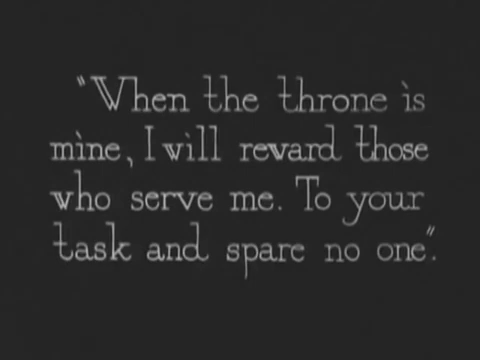 "When the throne is
mine, I will reward those
who serve me. To your
task and spare no one".